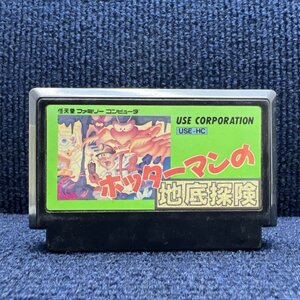 任天堂 ファミリー コンピュータ
USE CORPORATION
USE-HC
ホッターマンの
地底探険